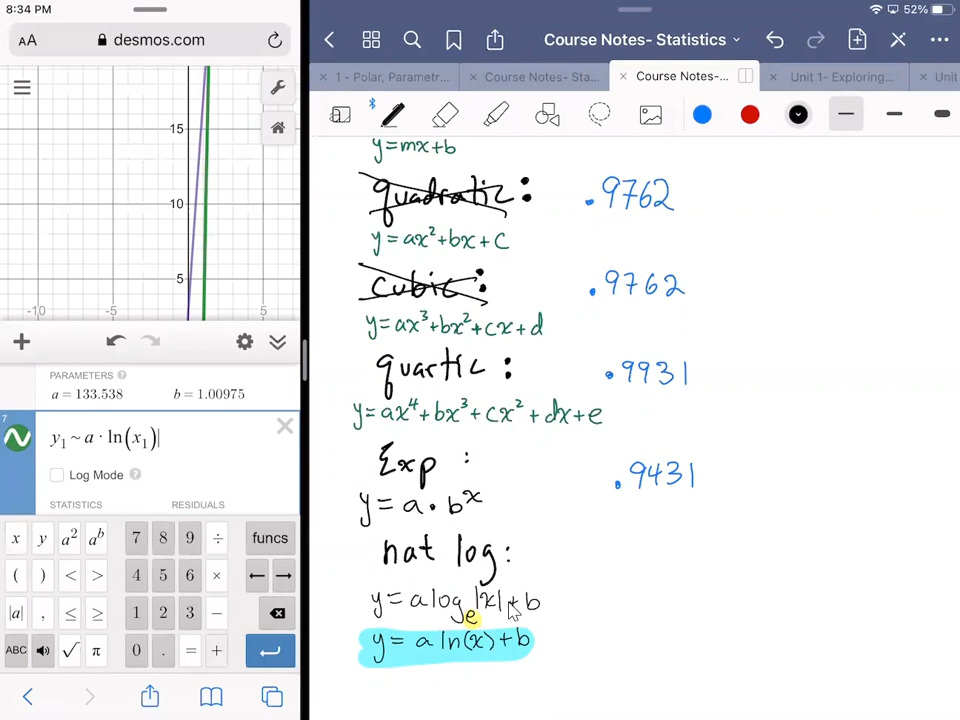 8:34 PM
52%
AA desmos.com
Course Notes- Statistics
1 - Polar, Parametr...
Course Notes- Sta...
Course Notes-...
Unit 1- Exploring...
Unit
15
10
5
-10
-5
5
PARAMETERS ?
a = 133.538 b = 1.00975
7
y₁ ~ a · ln(x₁)
Log Mode ?
STATISTICS RESIDUALS
x y a² aᵇ 7 8 9 ÷ funcs
( ) < > 4 5 6 × ← →
|a| , ≤ ≥ 1 2 3 −
ABC √ π 0 . = +
y=mx+b
quadratic: .9762
y=ax²+bx+c
cubic: .9762
y=ax³+bx²+cx+d
quartic: .9931
y=ax⁴+bx³+cx²+dx+e
Exp : .9431
y=a•bˣ
nat log:
y=alogₑ|x|+b
y= a ln(x)+b